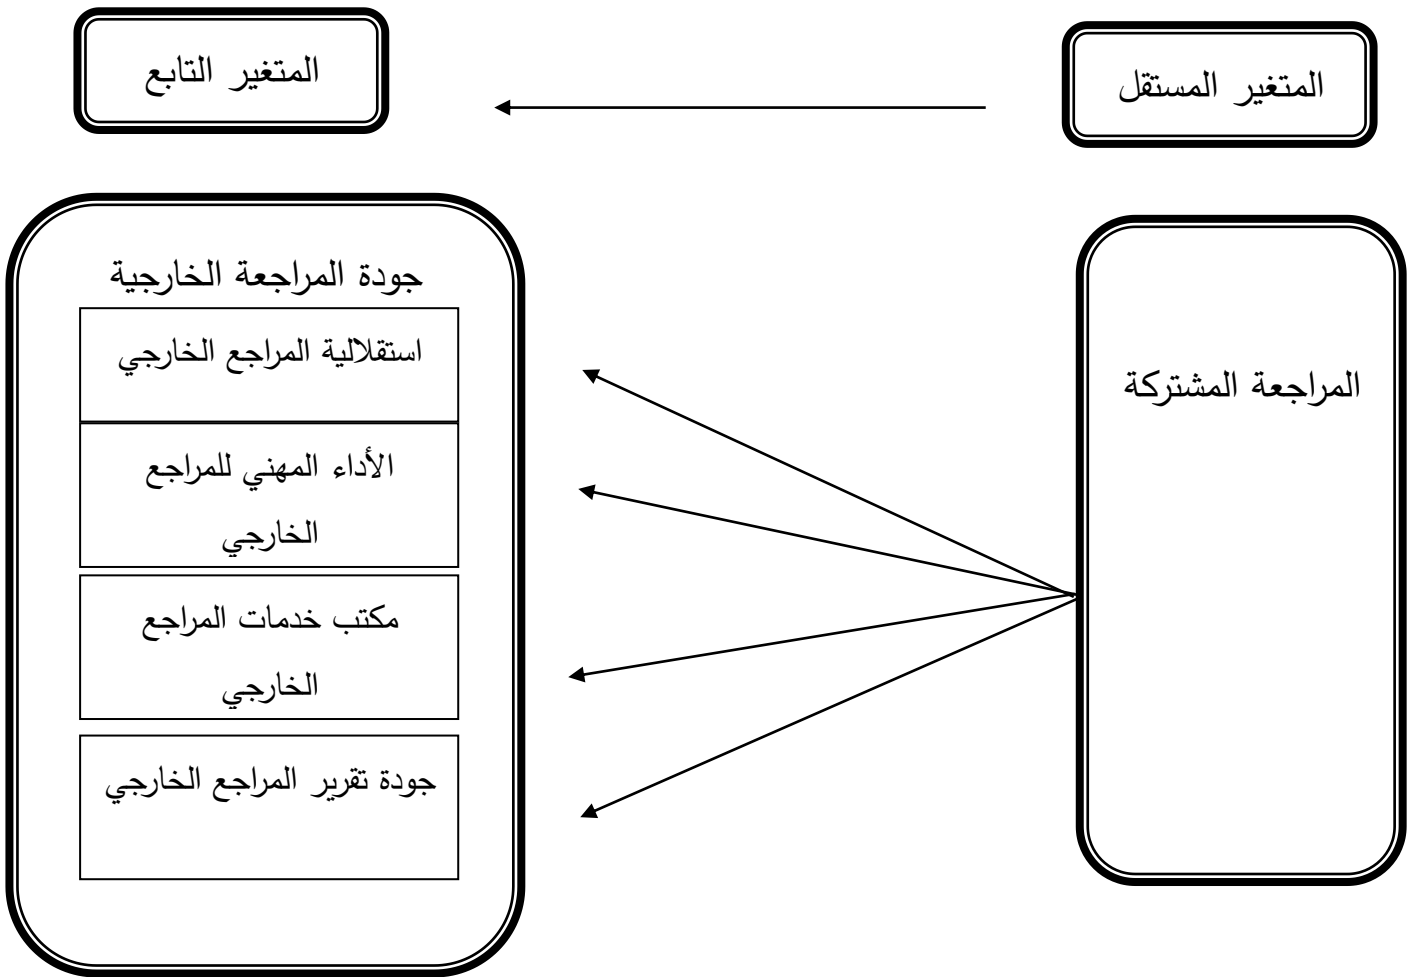 المتغير المستقل
المتغير التابع
المراجعة المشتركة
جودة المراجعة الخارجية
استقلالية المراجع الخارجي
الأداء المهني للمراجع
الخارجي
مكتب خدمات المراجع
الخارجي
جودة تقرير المراجع الخارجي